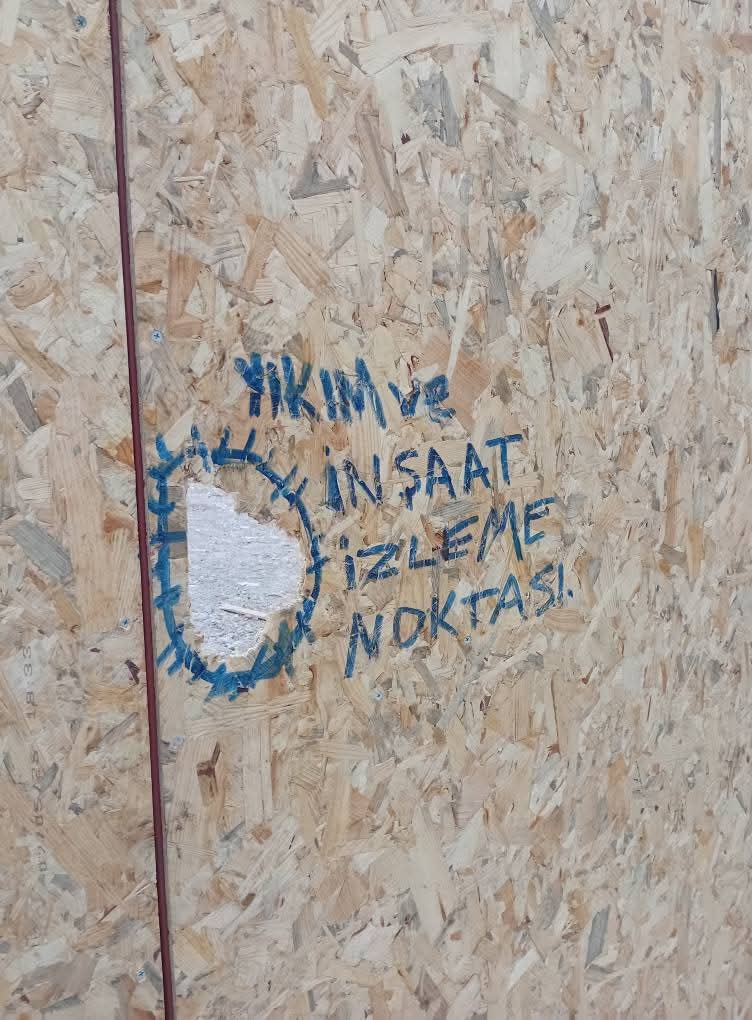 YIKIM ve
İNŞAAT
İZLEME
NOKTASI.